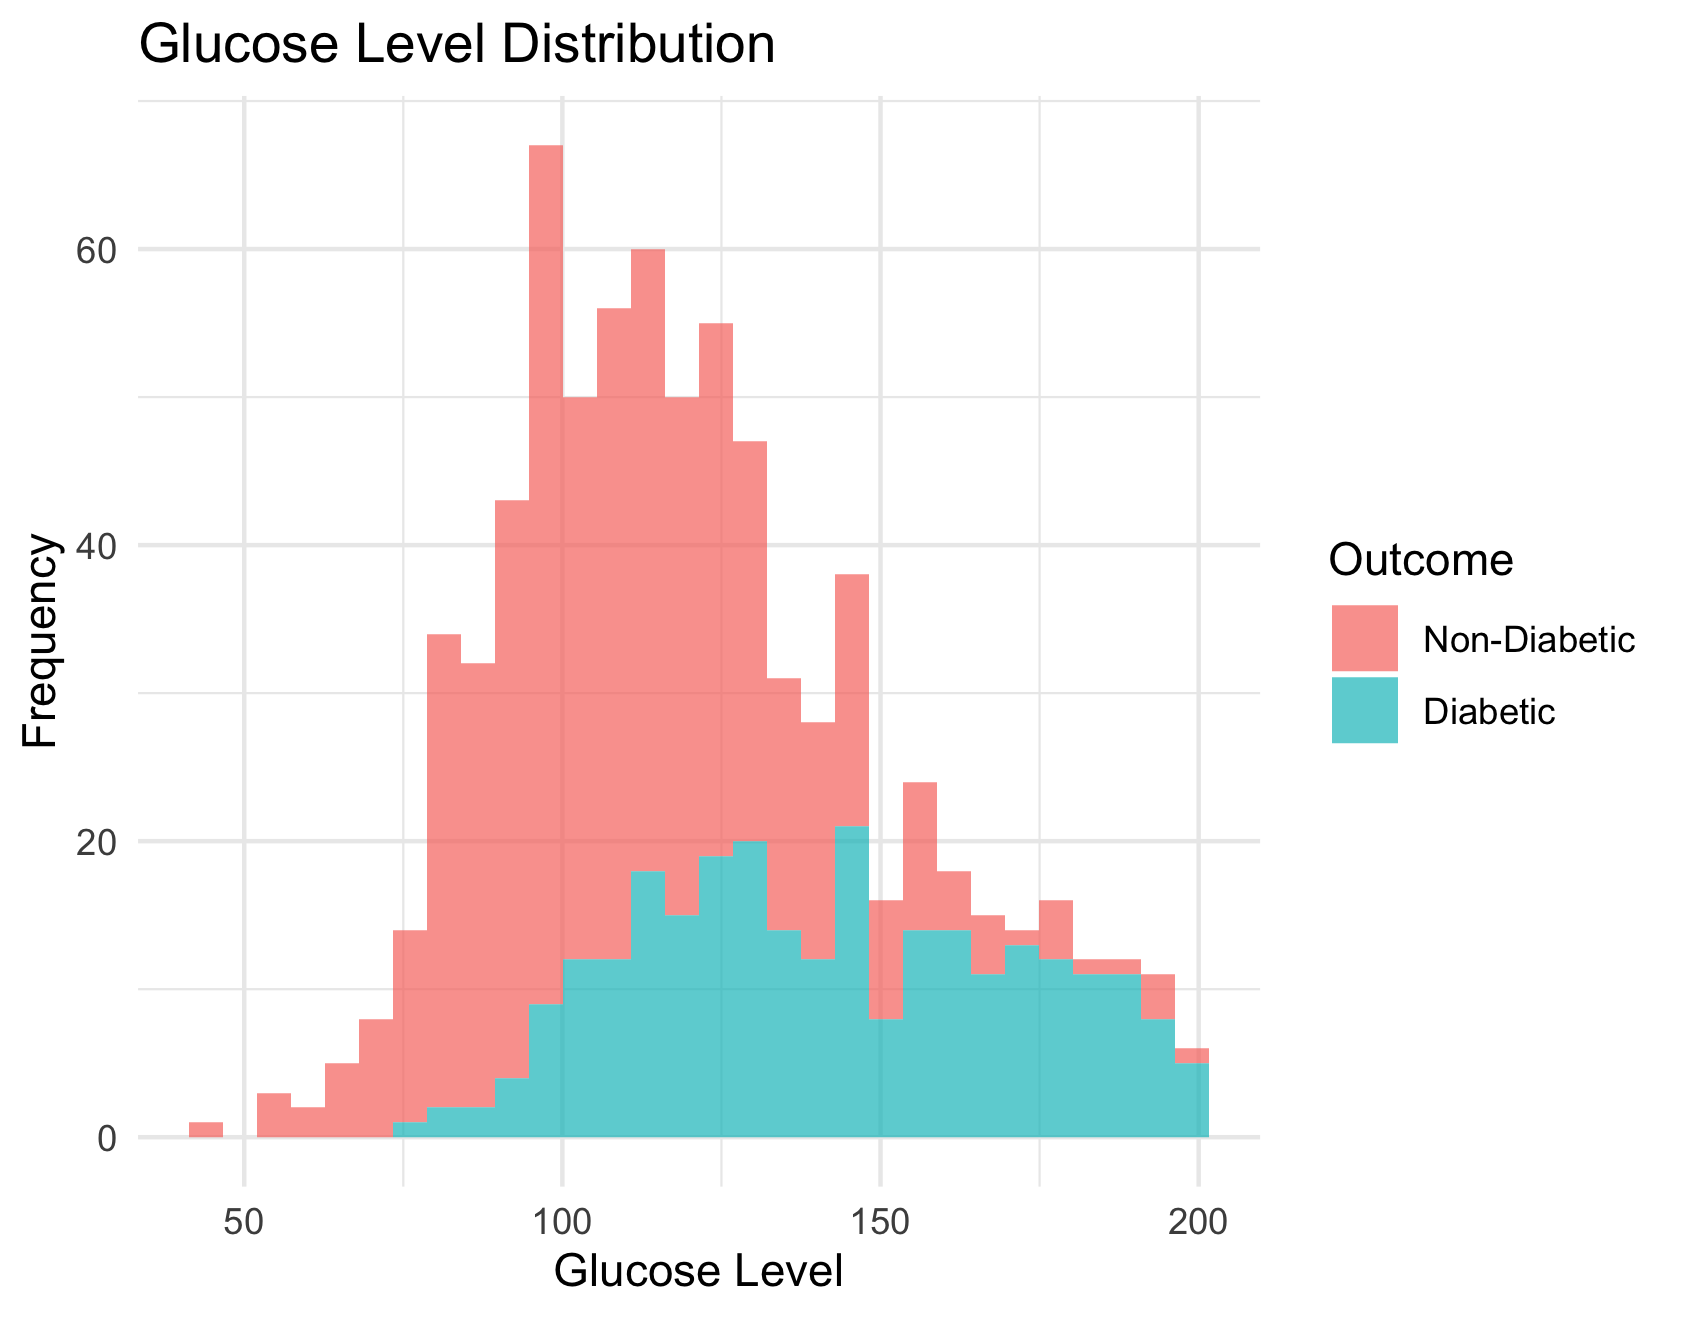 Glucose Level Distribution
60
40
20
0
Frequency
50
100
150
200
Glucose Level
Outcome
Non-Diabetic
Diabetic